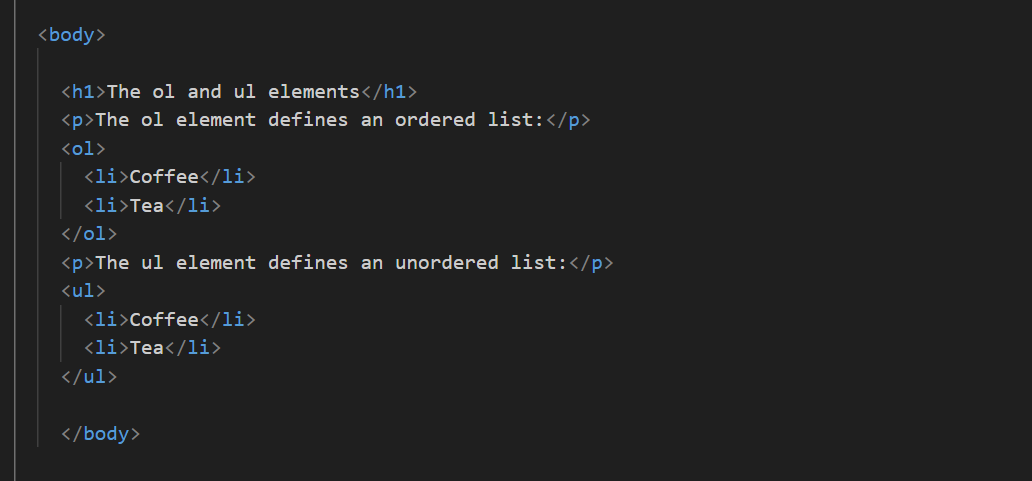 <body>
<h1>The ol and ul elements</h1>
<p>The ol element defines an ordered list:</p>
<ol>
<li>Coffee</li>
<li>Tea</li>
</ol>
<p>The ul element defines an unordered list:</p>
<ul>
<li>Coffee</li>
<li>Tea</li>
</ul>
</body>